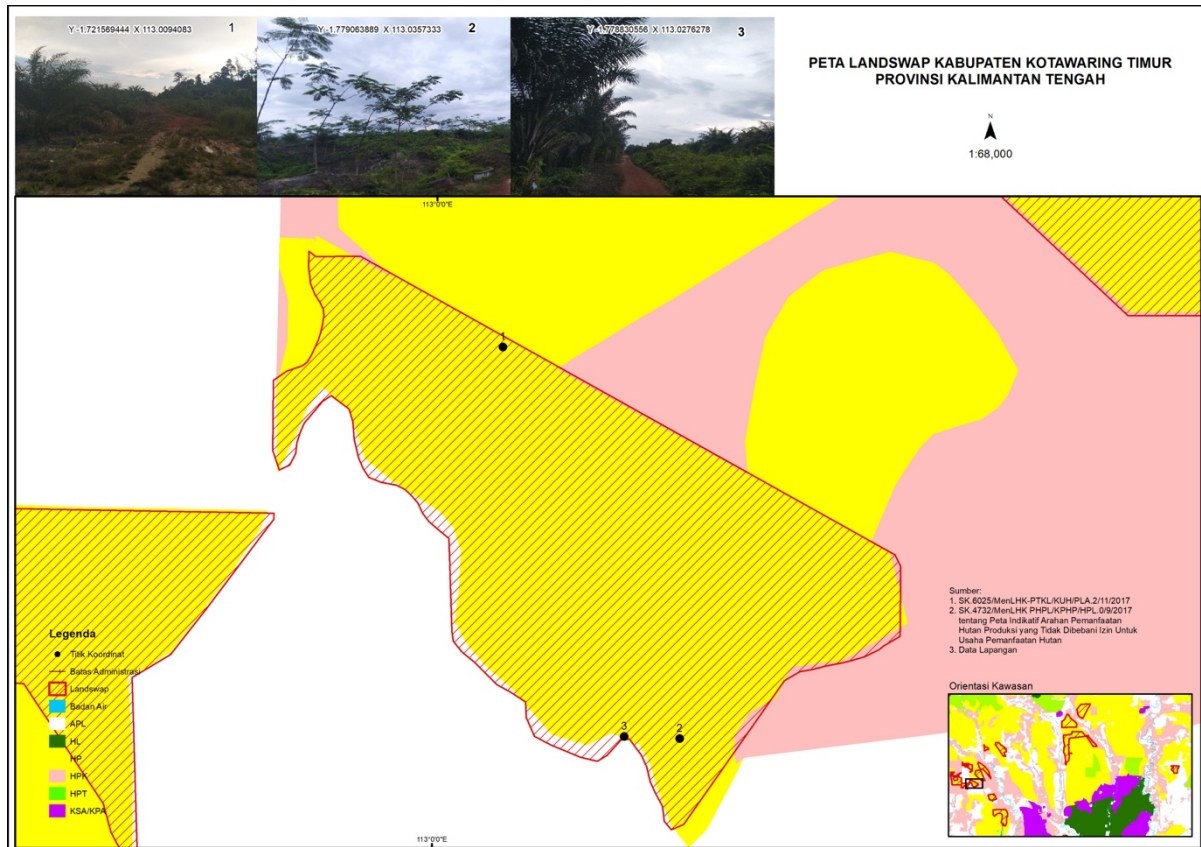 Y -1.721569444 X 113.0094083 1
Y -1.779063889 X 113.0357333 2
Y -1.778830556 X 113.0276278 3
PETA LANDSWAP KABUPATEN KOTAWARING TIMUR
PROVINSI KALIMANTAN TENGAH
N
1:68,000
113°0'0"E
1
3
2
Sumber:
1. SK.6025/MenLHK-PTKL/KUH/PLA.2/11/2017
2. SK.4732/MenLHK PHPL/KPHP/HPL.0/9/2017
tentang Peta Indikatif Arahan Pemanfaatan
Hutan Produksi yang Tidak Dibebani Izin Untuk
Usaha Pemanfaatan Hutan
3. Data Lapangan
Legenda
Titik Koordinat
Batas Administrasi
Landswap
Badan Air
APL
HL
HP
HPK
HPT
KSA/KPA
Orientasi Kawasan
113°0'0"E